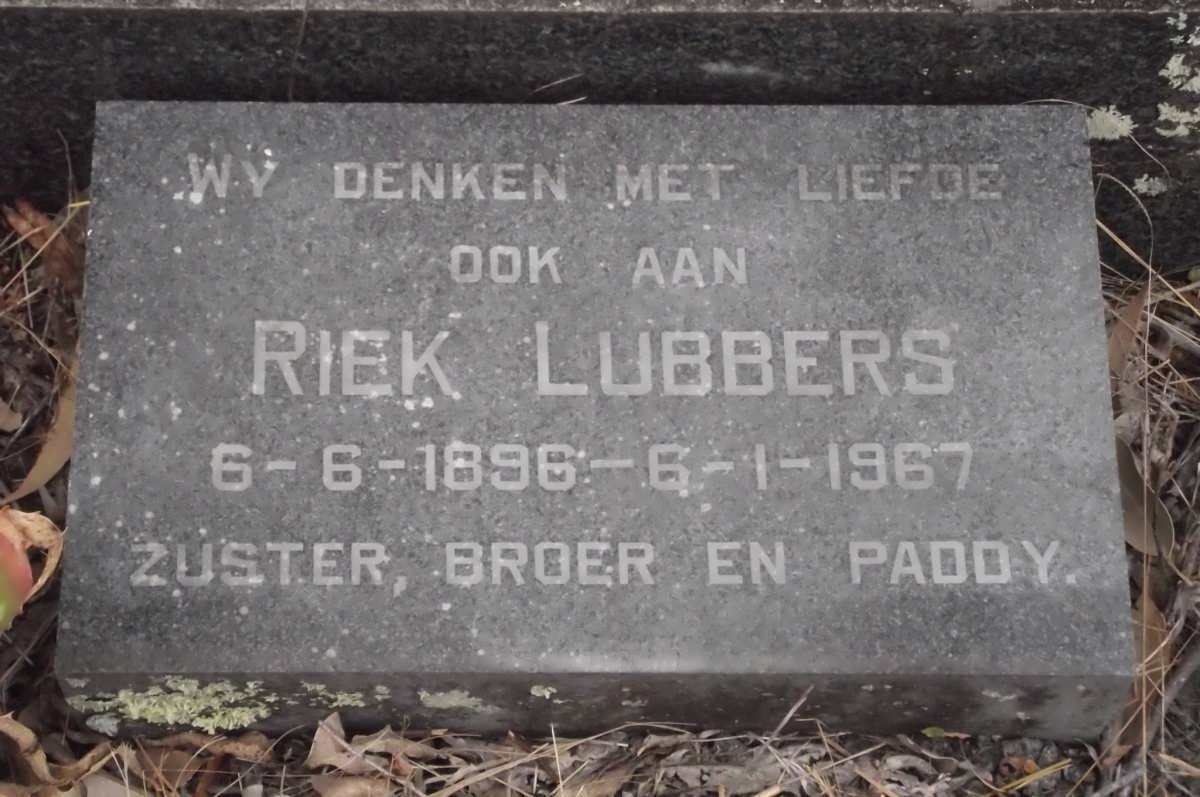 WY DENKEN MET LIEFDE
OOK AAN
RIEK LUBBERS
6-6-1896-6-1-1967
ZUSTER, BROER EN PADDY.